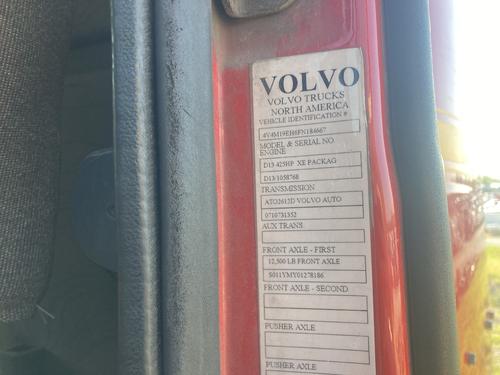 VOLVO
VOLVO TRUCKS
NORTH AMERICA
VEHICLE IDENTIFICATION #
4V4M19EH6FN184667
MODEL & SERIAL NO
ENGINE
D13 425HP XE PACKAG
D13/1058768
TRANSMISSION
ATO2612D VOLVO AUTO
0710731352
AUX TRANS
FRONT AXLE - FIRST
12,500 LB FRONT AXLE
S011YMY01278186
FRONT AXLE - SECOND
PUSHER AXLE
PUSHER AXLE